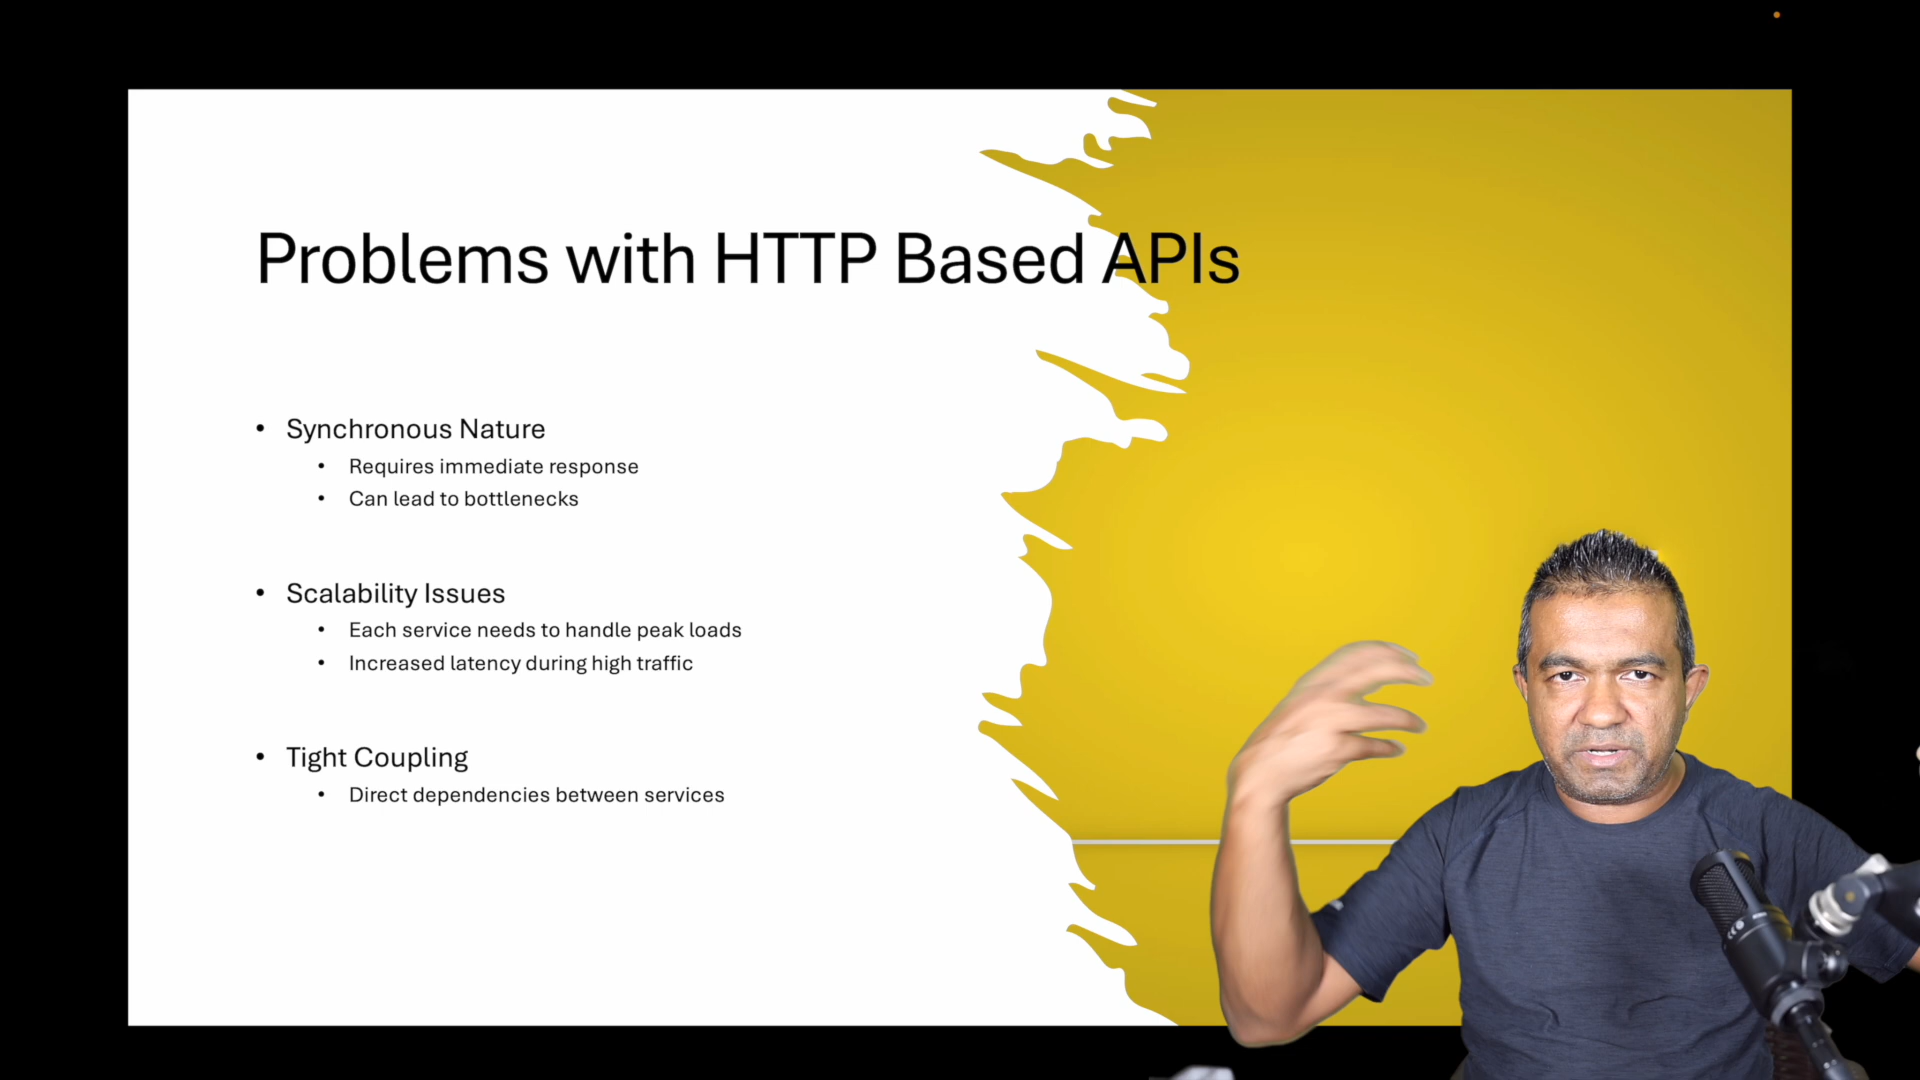 Problems with HTTP Based APIs
• Synchronous Nature
• Requires immediate response
• Can lead to bottlenecks
• Scalability Issues
• Each service needs to handle peak loads
• Increased latency during high traffic
• Tight Coupling
• Direct dependencies between services